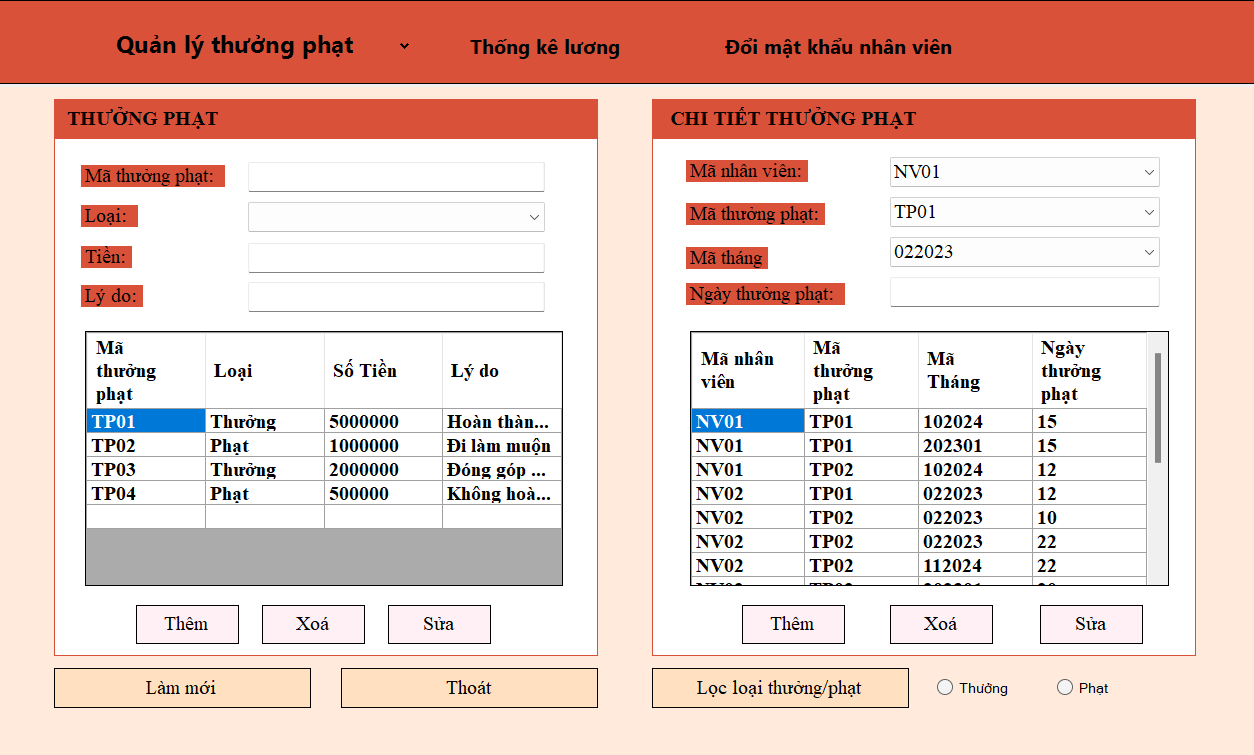 Quản lý thưởng phạt
Thống kê lương
Đổi mật khẩu nhân viên
THƯỞNG PHẠT
Mã thưởng phạt:
Loại:
Tiền:
Lý do:
Mã thưởng phạt Loại Số Tiền Lý do
TP01 Thưởng 5000000 Hoàn thàn...
TP02 Phạt 1000000 Đi làm muộn
TP03 Thưởng 2000000 Đóng góp ...
TP04 Phạt 500000 Không hoà...
Thêm Xoá Sửa
Làm mới Thoát
CHI TIẾT THƯỞNG PHẠT
Mã nhân viên: NV01
Mã thưởng phạt: TP01
Mã tháng 022023
Ngày thưởng phạt:
Mã nhân viên Mã thưởng phạt Mã Tháng Ngày thưởng phạt
NV01 TP01 102024 15
NV01 TP01 202301 15
NV01 TP02 102024 12
NV02 TP01 022023 12
NV02 TP02 022023 10
NV02 TP02 022023 22
NV02 TP02 112024 22
Thêm Xoá Sửa
Lọc loại thưởng/phạt Thưởng Phạt